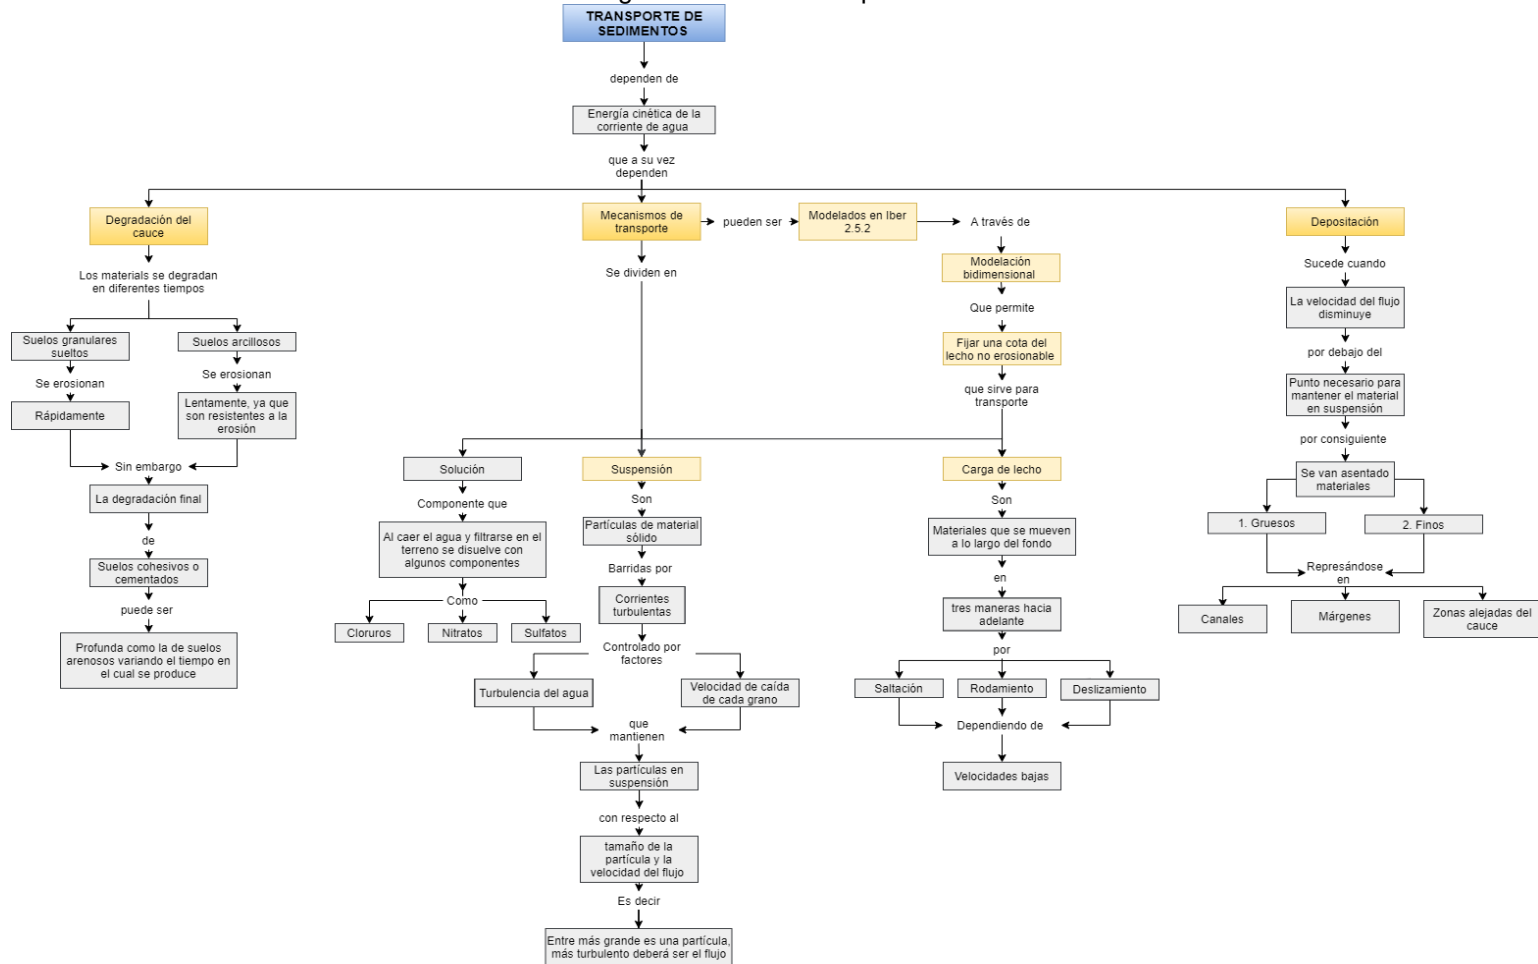 TRANSPORTE DE
SEDIMENTOS
dependen de
Energía cinética de la
corriente de agua
que a su vez
dependen
Degradación del
cauce
Los materials se degradan
en diferentes tiempos
Suelos granulares
sueltos
Se erosionan
Rápidamente
Suelos arcillosos
Se erosionan
Lentamente, ya que
son resistentes a la
erosión
Sin embargo
La degradación final
de
Suelos cohesivos o
cementados
puede ser
Profunda como la de suelos
arenosos variando el tiempo en
el cual se produce
Mecanismos de
transporte
pueden ser
Modelados en Iber
2.5.2
A través de
Modelación
bidimensional
Que permite
Fijar una cota del
lecho no erosionable
que sirve para
transporte
Se dividen en
Solución
Componente que
Al caer el agua y filtrarse en el
terreno se disuelve con
algunos componentes
Como
Cloruros
Nitratos
Sulfatos
Suspensión
Son
Partículas de material
sólido
Barridas por
Corrientes
turbulentas
Controlado por
factores
Turbulencia del agua
Velocidad de caída
de cada grano
que
mantienen
Las partículas en
suspensión
con respecto al
tamaño de la
partícula y la
velocidad del flujo
Es decir
Entre más grande es una partícula,
más turbulento deberá ser el flujo
Carga de lecho
Son
Materiales que se mueven
a lo largo del fondo
en
tres maneras hacia
adelante
por
Saltación
Rodamiento
Deslizamiento
Dependiendo de
Velocidades bajas
Depositación
Sucede cuando
La velocidad del flujo
disminuye
por debajo del
Punto necesario para
mantener el material
en suspensión
por consiguiente
Se van asentado
materiales
1. Gruesos
2. Finos
Represándose
en
Canales
Márgenes
Zonas alejadas del
cauce